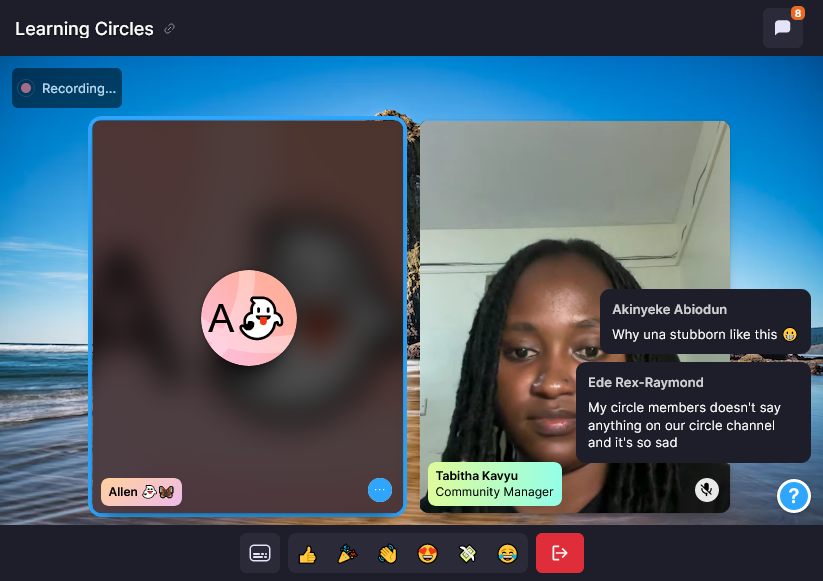 Learning Circles
8
Recording...
A
Allen
Tabitha Kavyu
Community Manager
Akinyeke Abiodun
Why una stubborn like this
Ede Rex-Raymond
My circle members doesn't say
anything on our circle channel
and it's so sad
?